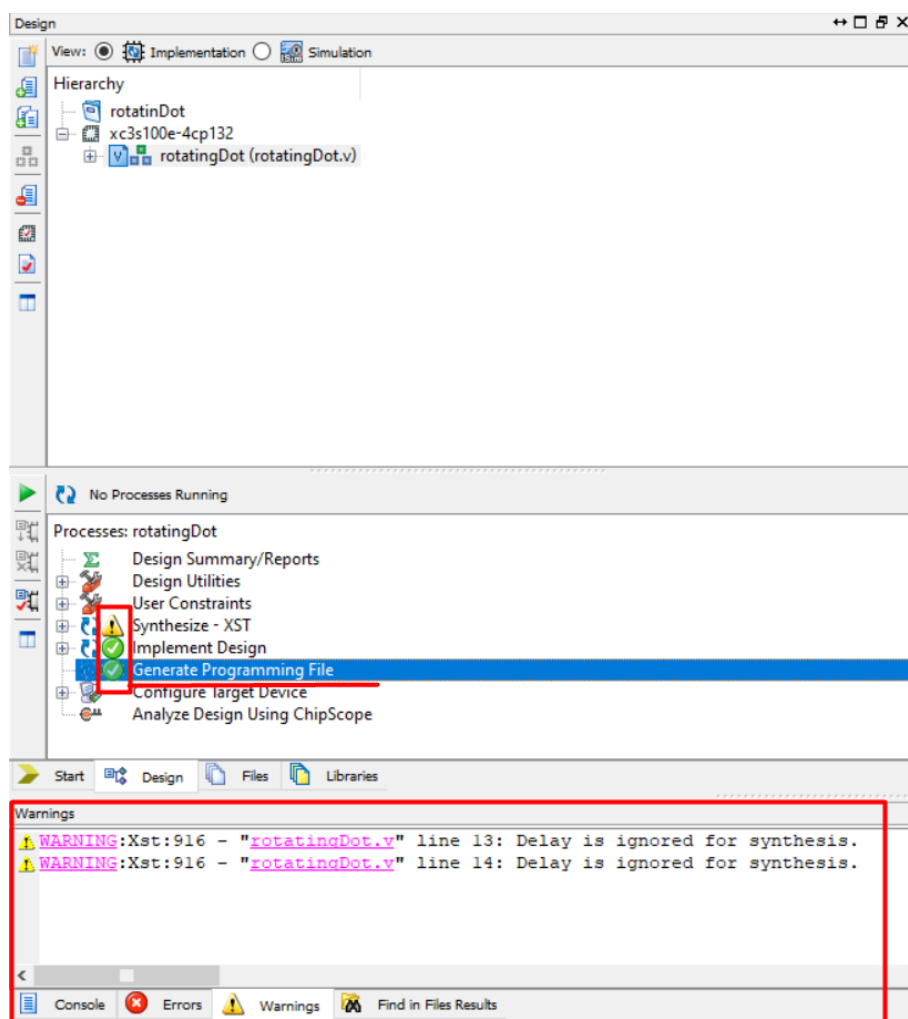 Design
View: Implementation Simulation
Hierarchy
rotatinDot
xc3s100e-4cp132
rotatingDot (rotatingDot.v)
No Processes Running
Processes: rotatingDot
Design Summary/Reports
Design Utilities
User Constraints
Synthesize - XST
Implement Design
Generate Programming File
Configure Target Device
Analyze Design Using ChipScope
Start Design Files Libraries
Warnings
WARNING:Xst:916 - "rotatingDot.v" line 13: Delay is ignored for synthesis.
WARNING:Xst:916 - "rotatingDot.v" line 14: Delay is ignored for synthesis.
Console Errors Warnings Find in Files Results